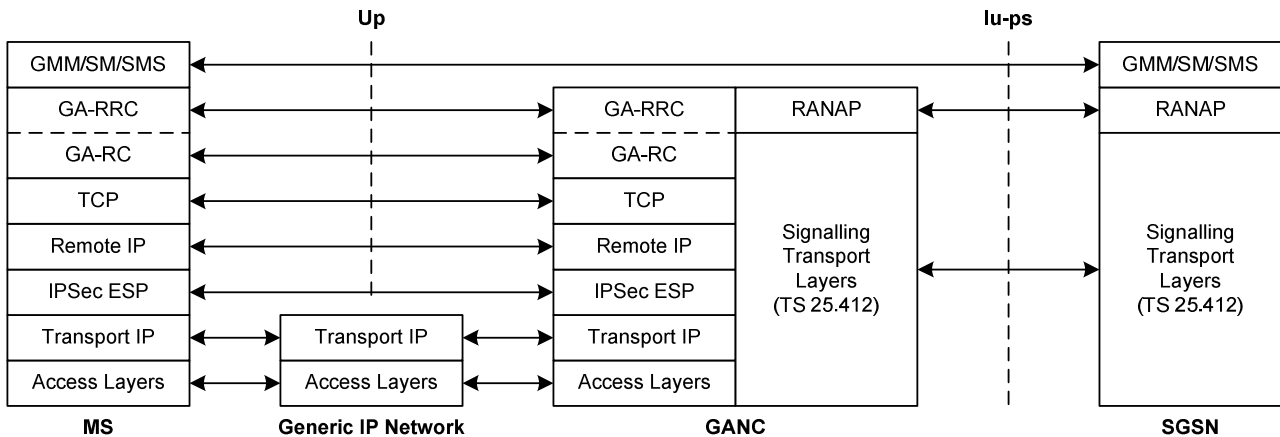 Up
Iu-ps
GMM/SM/SMS
GMM/SM/SMS
GA-RRC
GA-RRC
RANAP
RANAP
GA-RC
GA-RC
TCP
TCP
Remote IP
Remote IP
Signalling
Transport
Layers
(TS 25.412)
Signalling
Transport
Layers
(TS 25.412)
IPSec ESP
IPSec ESP
Transport IP
Transport IP
Transport IP
Access Layers
Access Layers
Access Layers
MS
Generic IP Network
GANC
SGSN